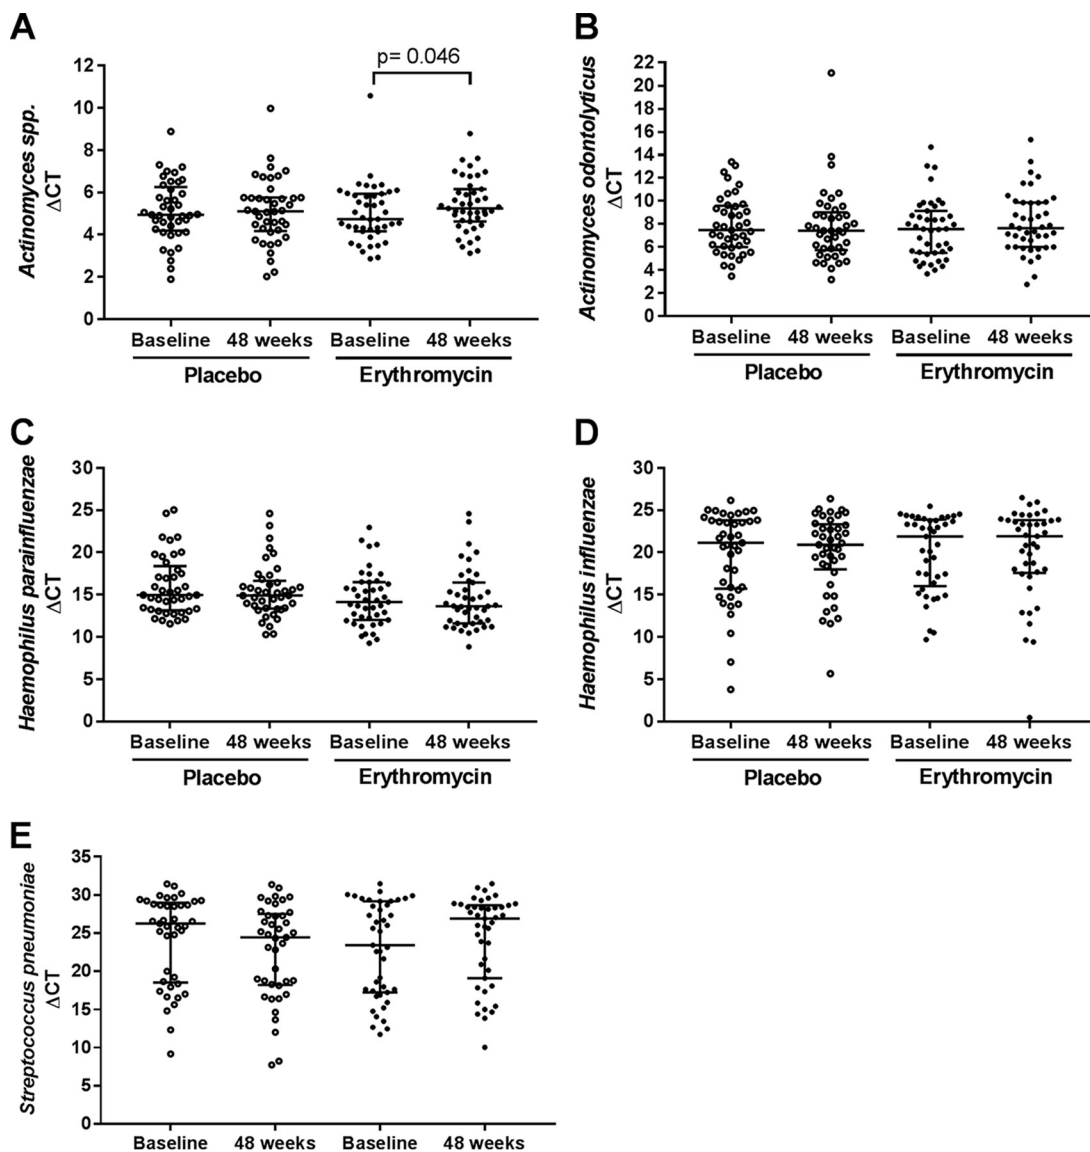 A
Actinomyces spp.
ΔCT
12
10
8
6
4
2
0
p= 0.046
Baseline 48 weeks Baseline 48 weeks
Placebo Erythromycin
B
Actinomyces odontolyticus
ΔCT
22
20
18
16
14
12
10
8
6
4
2
0
Baseline 48 weeks Baseline 48 weeks
Placebo Erythromycin
C
Haemophilus parainfluenzae
ΔCT
30
25
20
15
10
5
0
Baseline 48 weeks Baseline 48 weeks
Placebo Erythromycin
D
Haemophilus influenzae
ΔCT
30
25
20
15
10
5
0
Baseline 48 weeks Baseline 48 weeks
Placebo Erythromycin
E
Streptococcus pneumoniae
ΔCT
35
30
25
20
15
10
5
0
Baseline 48 weeks Baseline 48 weeks